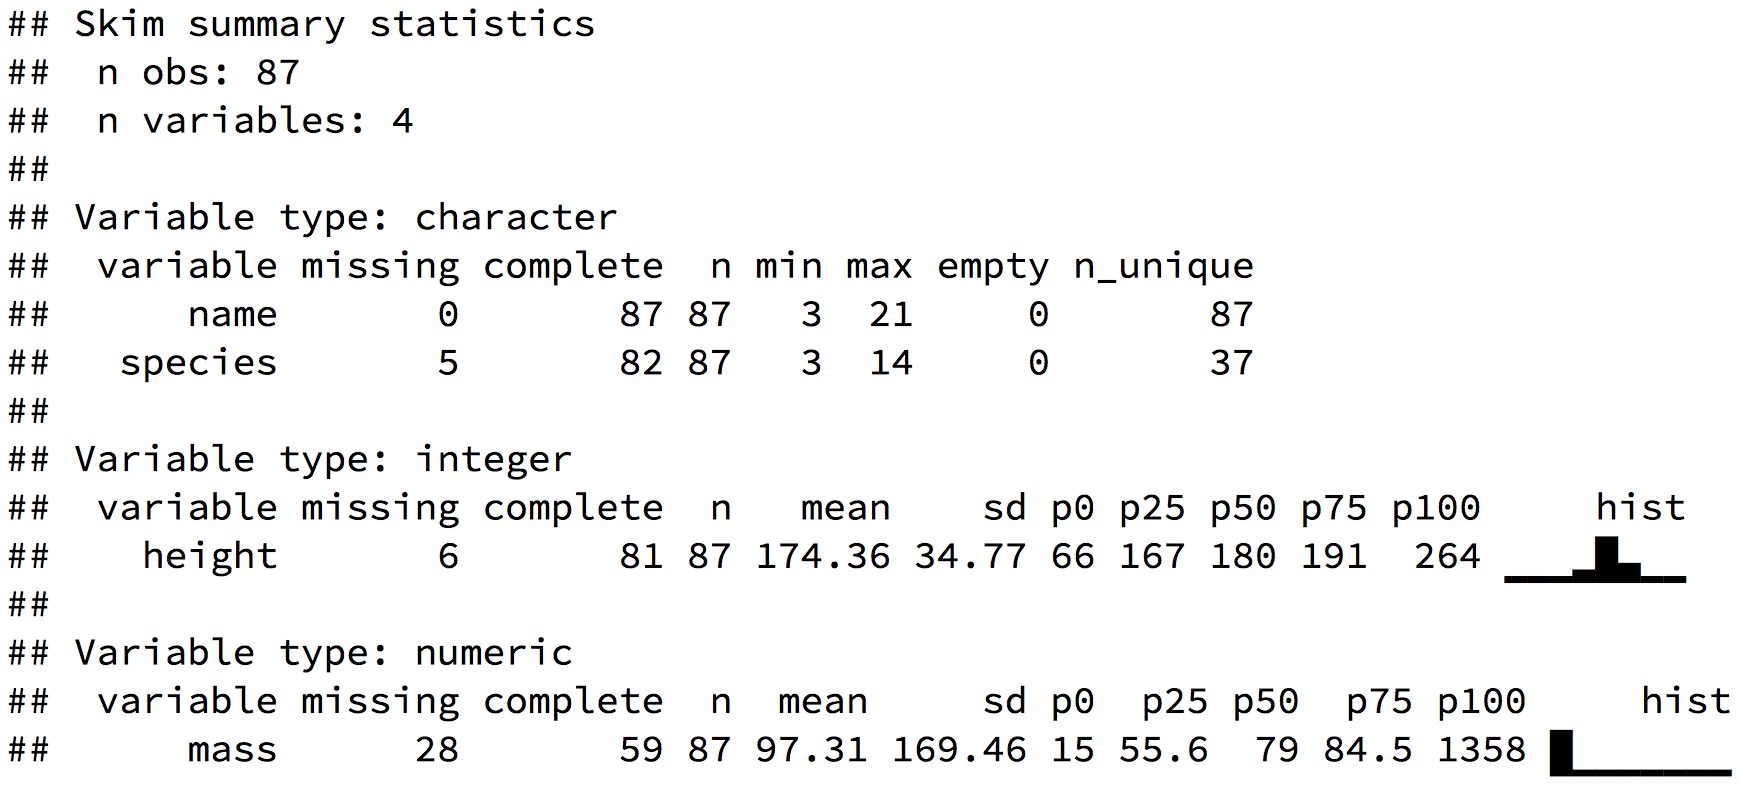 ## Skim summary statistics
##  n obs: 87
##  n variables: 4
##
## Variable type: character
##  variable missing complete  n min max empty n_unique
##      name       0       87 87   3  21     0       87
##   species       5       82 87   3  14     0       37
##
## Variable type: integer
##  variable missing complete  n   mean    sd p0 p25 p50 p75 p100     hist
##    height       6       81 87 174.36 34.77 66 167 180 191  264 ▁▁▁▂▇▂▁▁
##
## Variable type: numeric
##  variable missing complete  n  mean     sd p0  p25 p50  p75 p100     hist
##      mass      28       59 87 97.31 169.46 15 55.6  79 84.5 1358 ▇▁▁▁▁▁▁▁